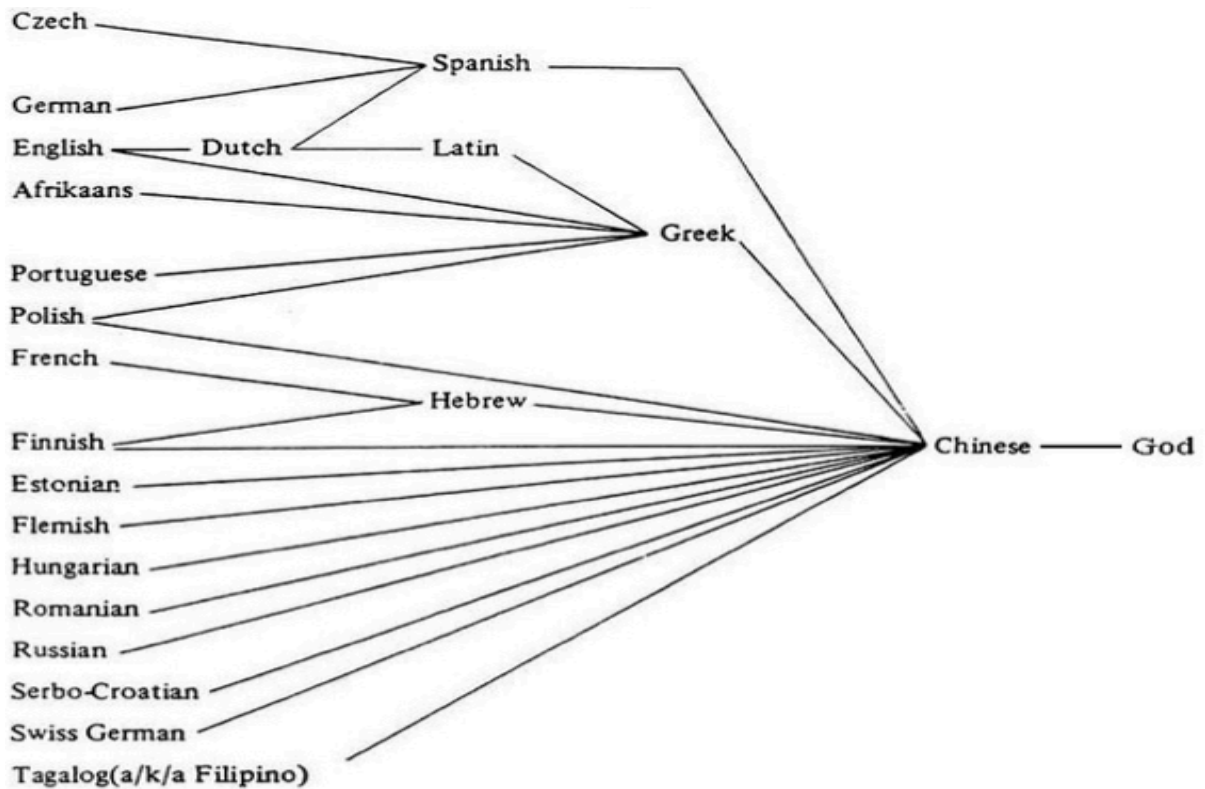 Czech
Spanish
German
English
Dutch
Latin
Afrikaans
Greek
Portuguese
Polish
French
Hebrew
Finnish
Chinese
God
Estonian
Flemish
Hungarian
Romanian
Russian
Serbo-Croatian
Swiss German
Tagalog(a/k/a Filipino)